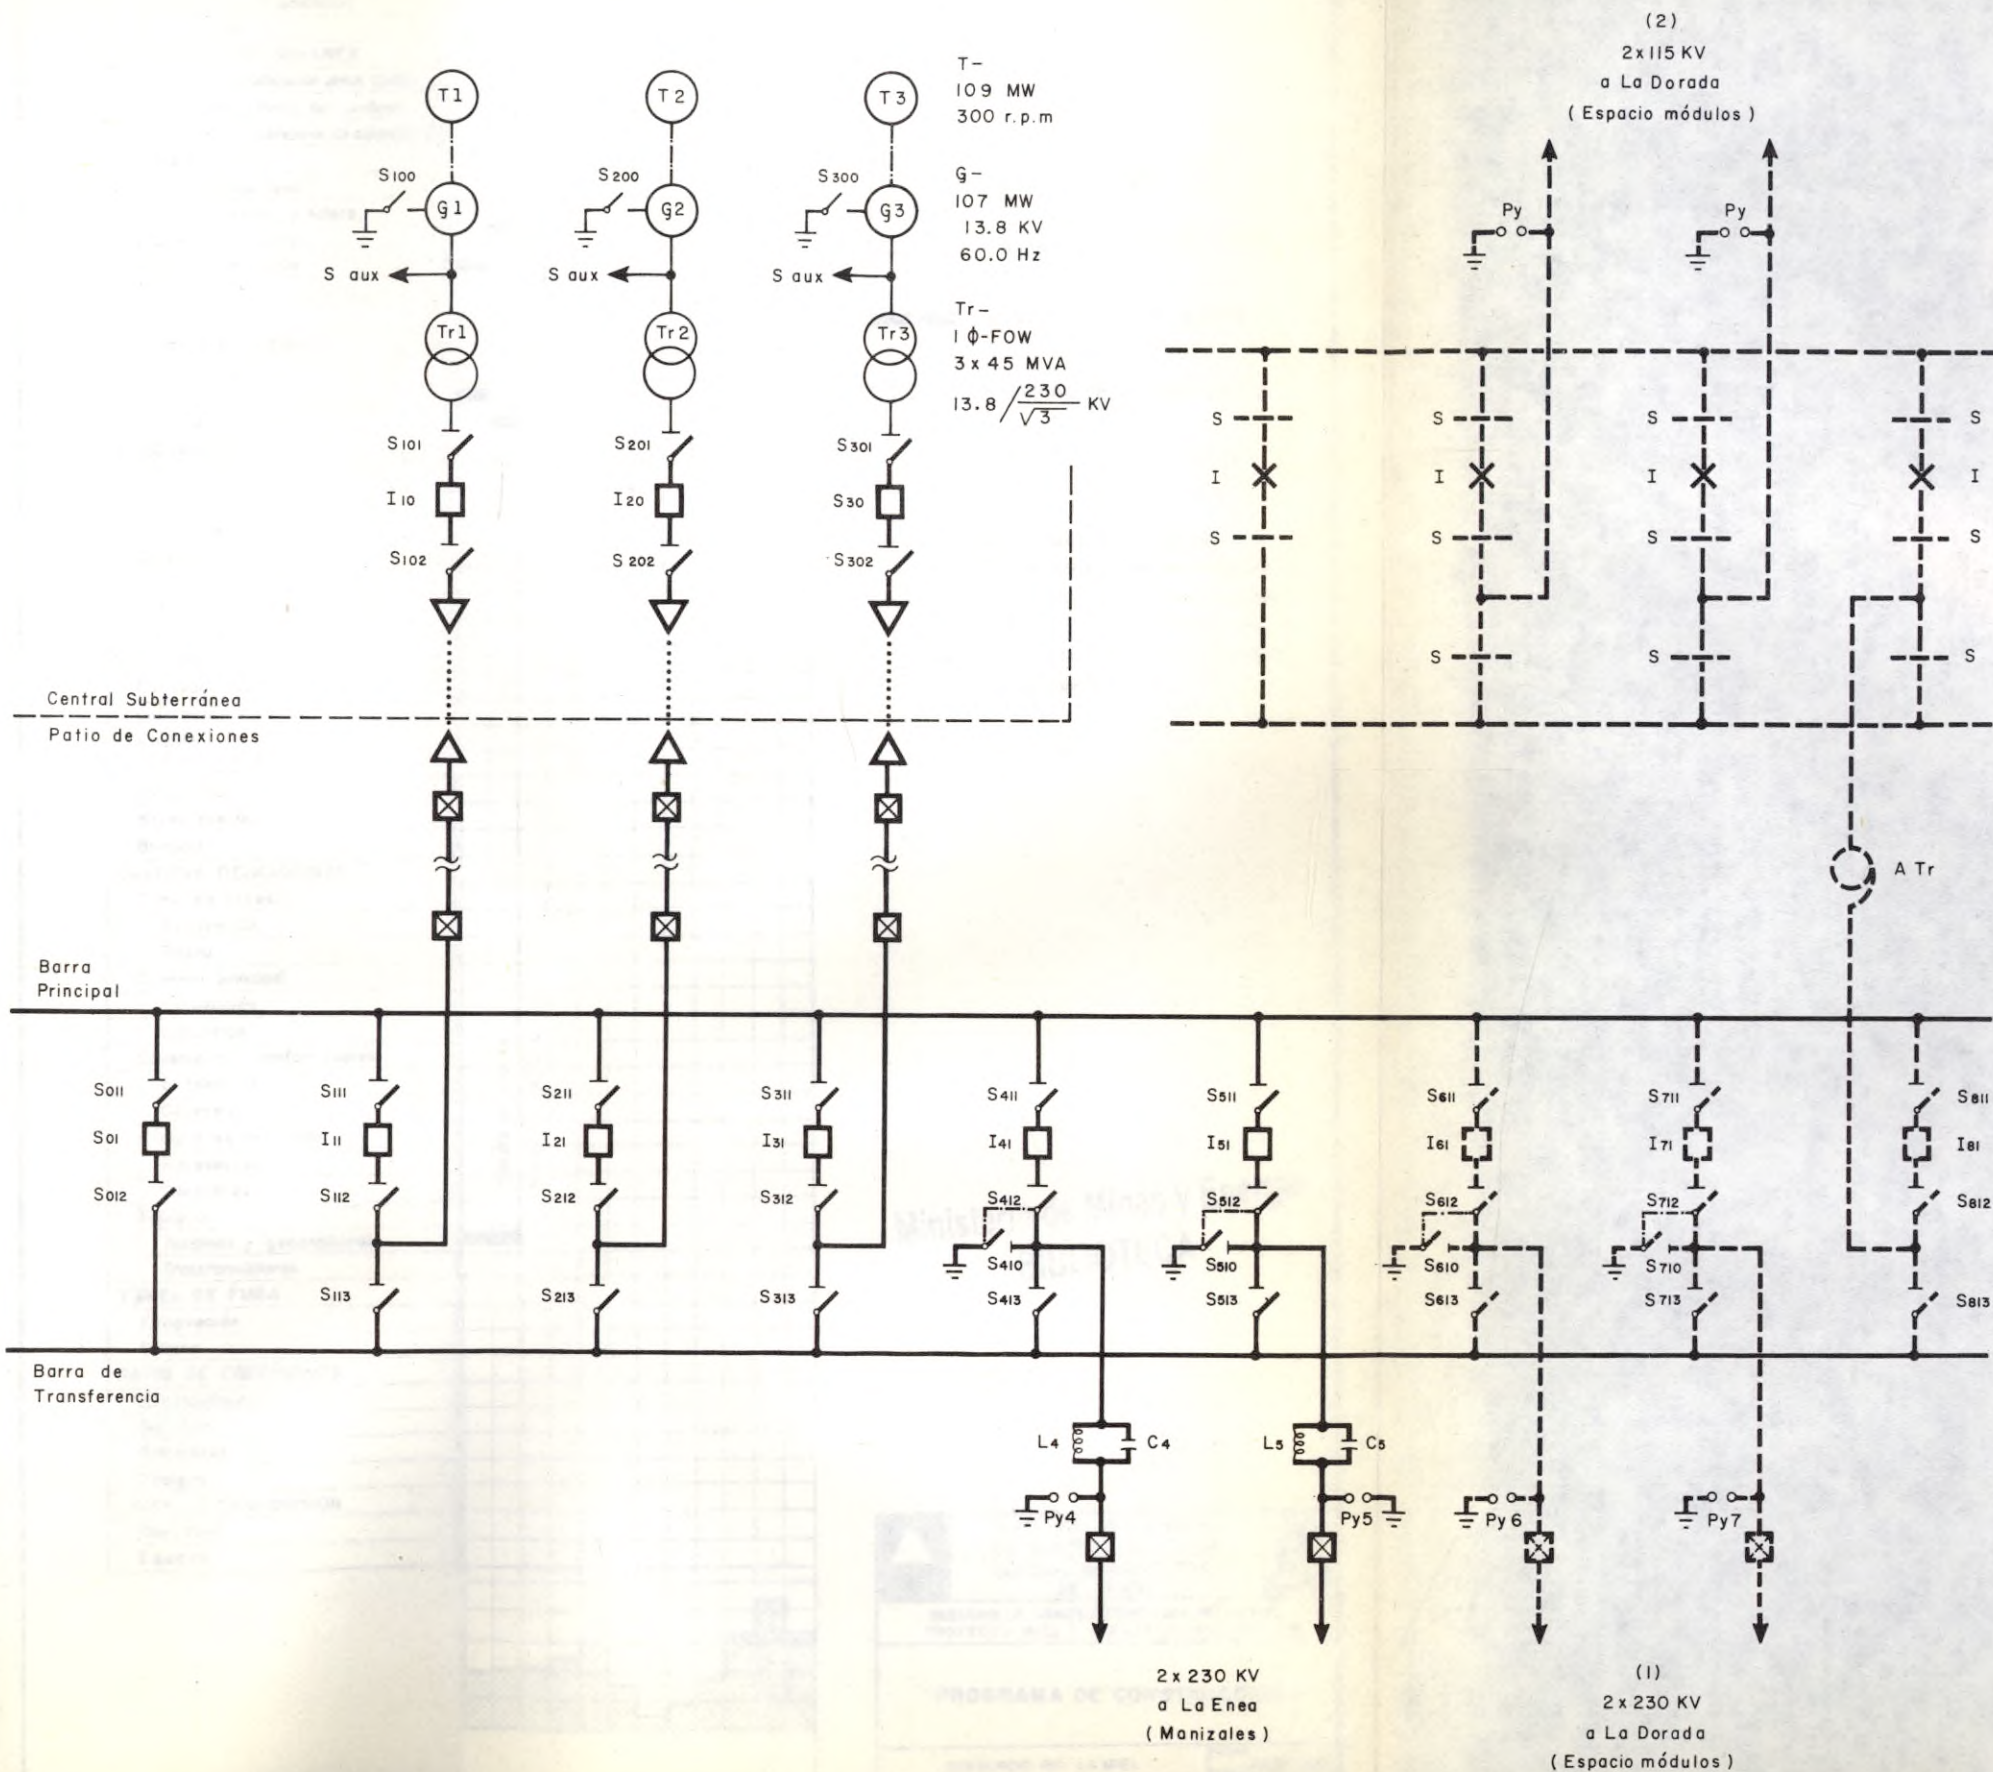 (2)
2x115 KV
a La Dorada
( Espacio módulos )
T1
T2
T3
T-
109 MW
300 r.p.m
S100
S200
S300
G1
G2
G3
G-
107 MW
13.8 KV
60.0 Hz
Py
Py
S aux
S aux
S aux
Tr1
Tr2
Tr3
Tr-
1 Φ-FOW
3 x 45 MVA
13.8 / 230 KV
√3
S101
S201
S301
S
S
S
S
S
I10
I20
S30
I
I
I
I
S102
S202
S302
S
S
S
S
S
S
S
Central Subterránea
Patio de Conexiones
A Tr
Barra
Principal
S011
S111
S211
S311
S411
S511
S611
S711
S811
S01
I11
I21
I31
I41
I51
I61
I71
I81
S012
S112
S212
S312
S412
S512
S612
S712
S812
S410
S510
S610
S710
S113
S213
S313
S413
S513
S613
S713
S813
Barra de
Transferencia
L4
C4
L5
C5
Py4
Py5
Py 6
Py7
2 x 230 KV
a La Enea
( Manizales )
(1)
2 x 230 KV
a La Dorada
( Espacio módulos )
PROGRAMA DE